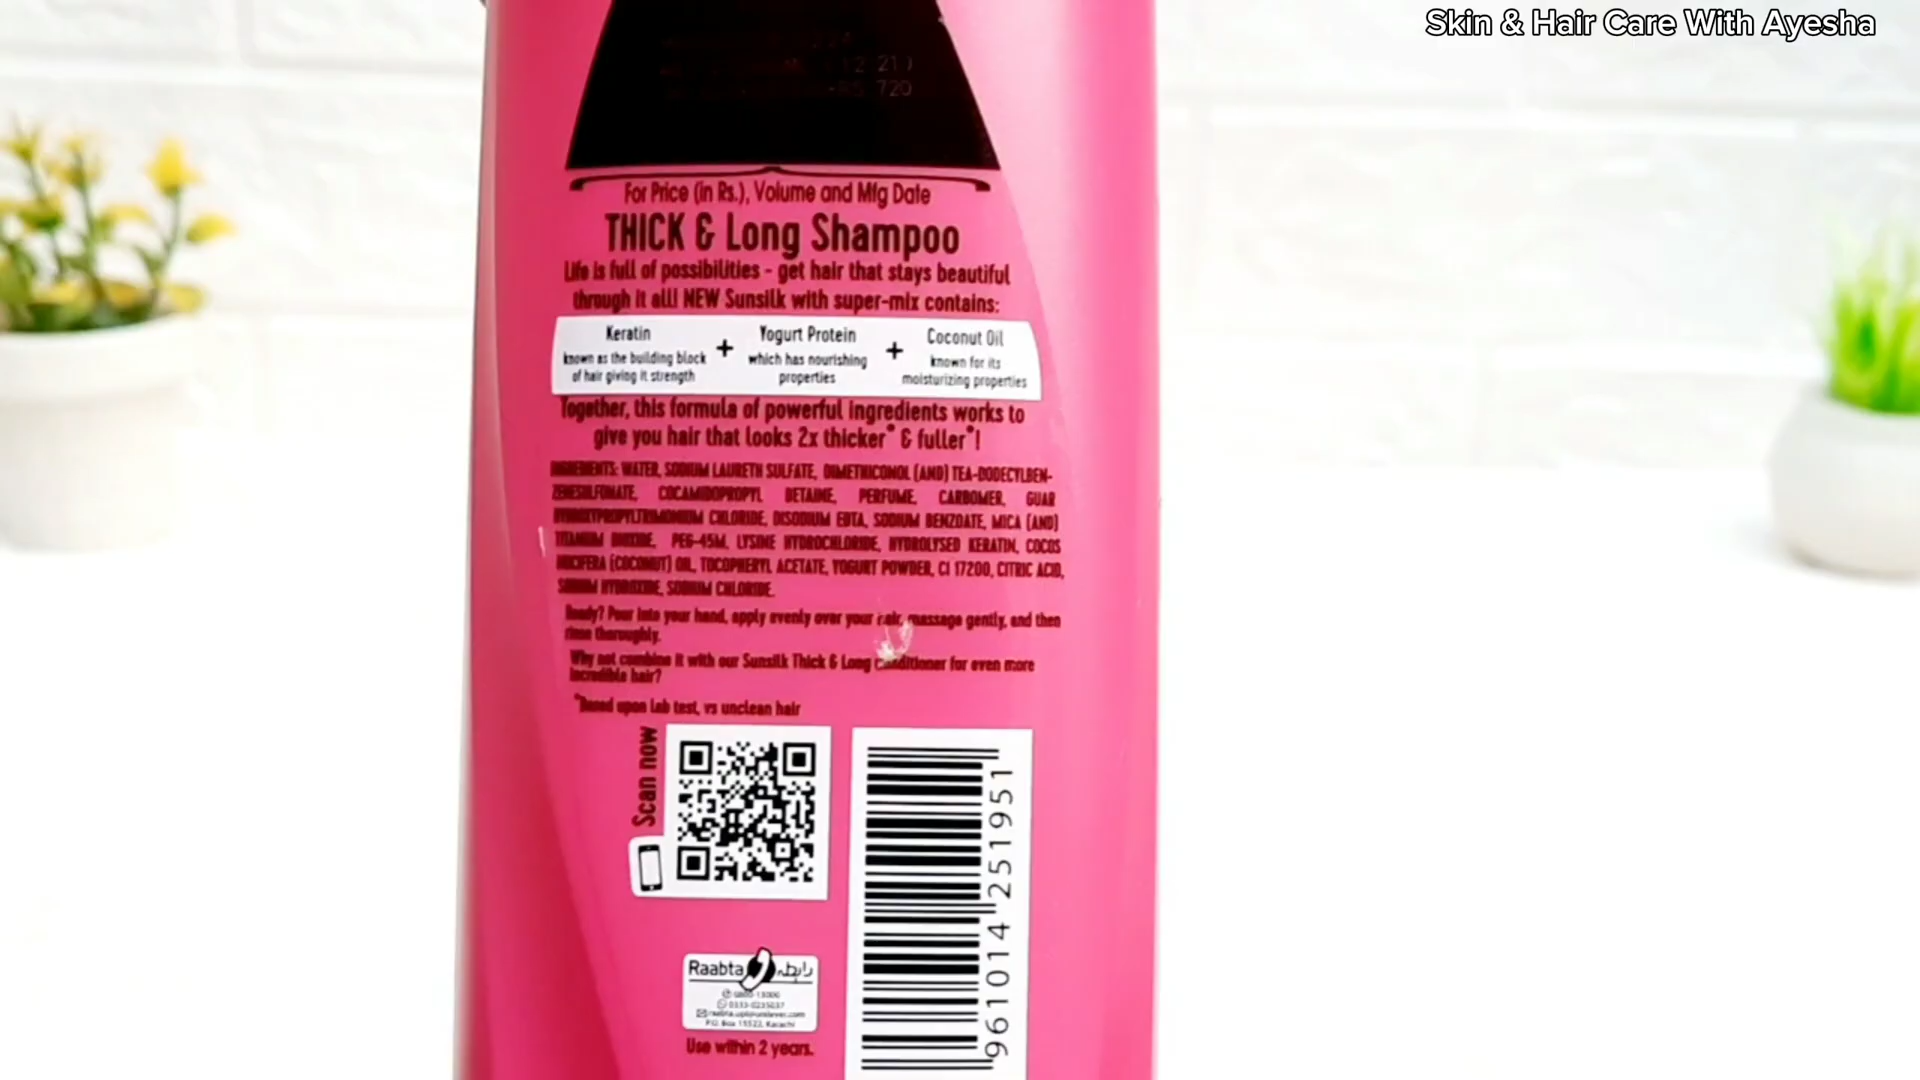 Skin & Hair Care With Ayesha
720
For Price (in Rs.), Volume and Mfg Date
THICK & Long Shampoo
Life is full of possibilities - get hair that stays beautiful
through it all! NEW Sunsilk with super-mix contains:
Keratin + Yogurt Protein + Coconut Oil
known as the building block which has nourishing known for its
of hair giving it strength properties moisturizing properties
Together, this formula of powerful ingredients works to
give you hair that looks 2x thicker* & fuller*!
INGREDIENTS: WATER, SODIUM LAURETH SULFATE, DIMETHICONOL (AND) TEA-DODECYLBEN-
ZENESULFONATE, COCAMIDOPROPYL BETAINE, PERFUME, CARBOMER, GUAR
HYDROXYPROPYLTRIMONIUM CHLORIDE, DISODIUM EDTA, SODIUM BENZOATE, MICA (AND)
TITANIUM DIOXIDE, PEG-45M, LYSINE HYDROCHLORIDE, HYDROLYSED KERATIN, COCOS
NUCIFERA (COCONUT) OIL, TOCOPHERYL ACETATE, YOGURT POWDER, CI 17200, CITRIC ACID,
SODIUM HYDROXIDE, SODIUM CHLORIDE.
Ready? Pour into your hand, apply evenly over your hair, massage gently, and then
rinse thoroughly.
Why not combine it with our Sunsilk Thick & Long conditioner for even more
incredible hair?
*Based upon Lab test, vs unclean hair
Scan now
961014 251951
Raabta رابطہ
P.O. Box 15522, Karachi
Use within 2 years.